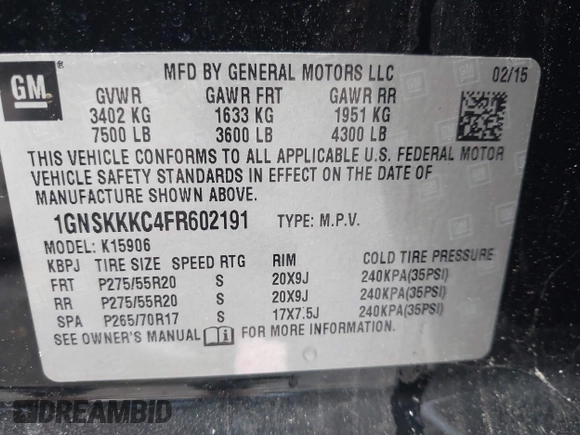 GM ® MFD BY GENERAL MOTORS LLC 02/15
GVWR GAWR FRT GAWR RR
3402 KG 1633 KG 1951 KG
7500 LB 3600 LB 4300 LB
THIS VEHICLE CONFORMS TO ALL APPLICABLE U.S. FEDERAL MOTOR
VEHICLE SAFETY STANDARDS IN EFFECT ON THE DATE OF
MANUFACTURE SHOWN ABOVE.
1GNSKKKC4FR602191 TYPE: M.P.V.
MODEL: K15906
KBPJ TIRE SIZE SPEED RTG RIM COLD TIRE PRESSURE
FRT P275/55R20 S 20X9J 240KPA(35PSI)
RR P275/55R20 S 20X9J 240KPA(35PSI)
SPA P265/70R17 S 17X7.5J 240KPA(35PSI)
SEE OWNER'S MANUAL FOR MORE INFORMATION.
DREAMBID